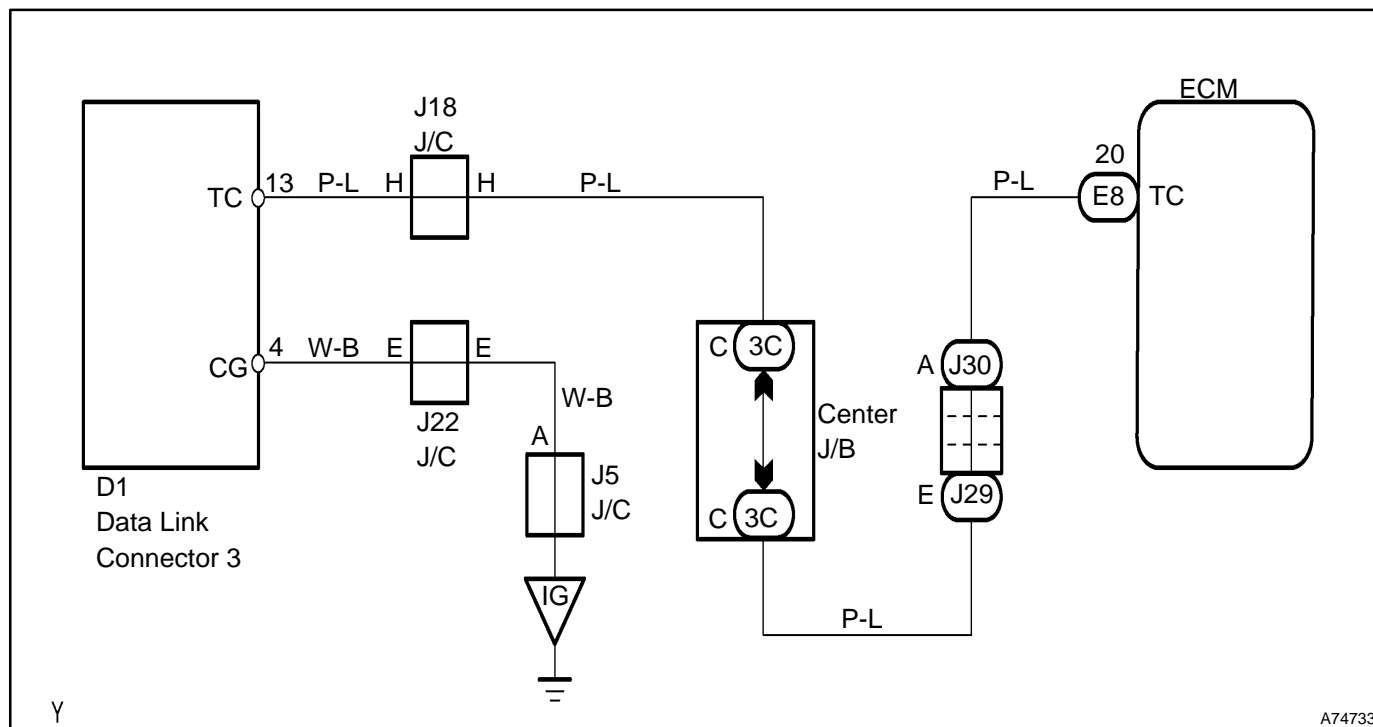 ECM
J18
J/C
20
TC
13
P-L
H
H
P-L
P-L
E8
TC
C
3C
CG
4
W-B
E
E
A
J30
W-B
J22
J/C
Center
J/B
A
J5
J/C
D1
Data Link
Connector 3
C
3C
E
J29
IG
P-L
Y
A74733